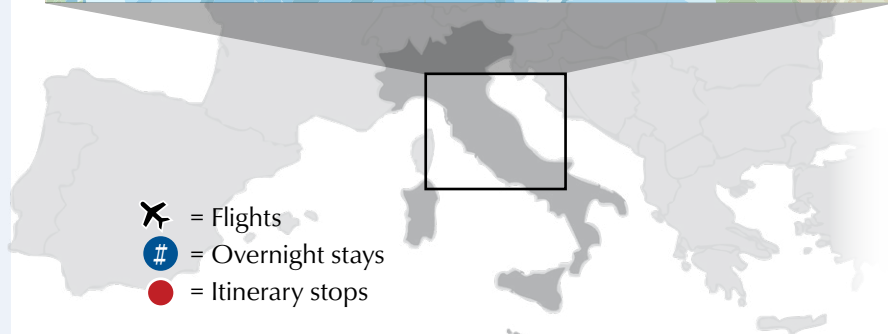 = Flights
# = Overnight stays
= Itinerary stops